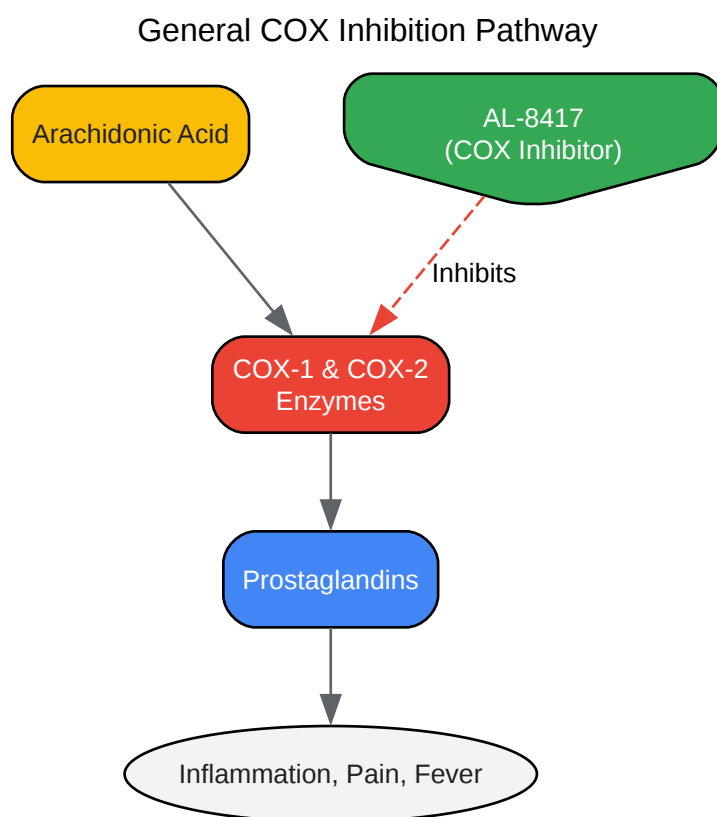 General COX Inhibition Pathway
Arachidonic Acid
AL-8417
(COX Inhibitor)
Inhibits
COX-1 & COX-2
Enzymes
Prostaglandins
Inflammation, Pain, Fever